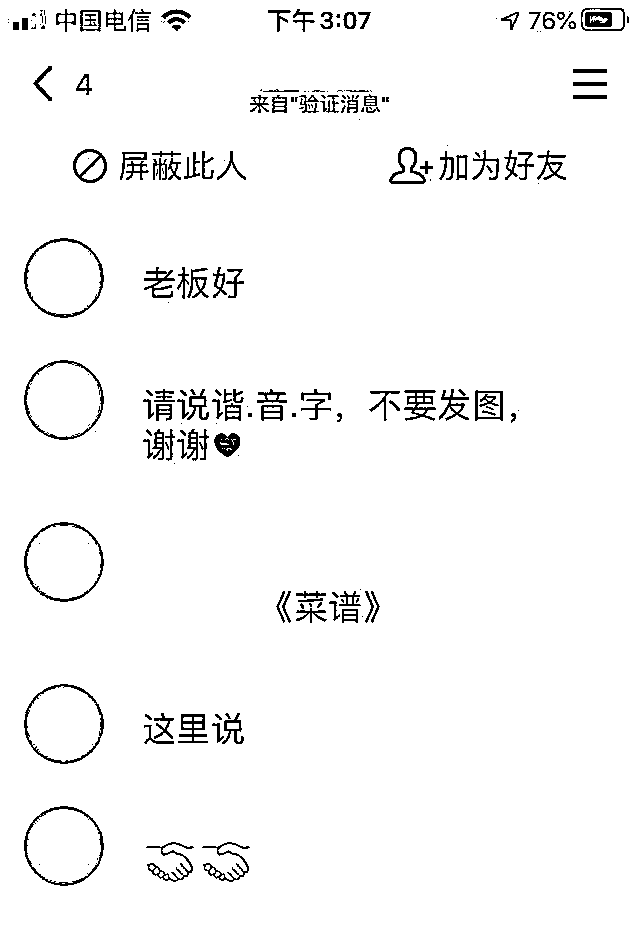 中国电信 下午3:07 76%
4
来自"验证消息"
屏蔽此人 加为好友
老板好
请说谐.音.字，不要发图，
谢谢
《菜谱》
这里说